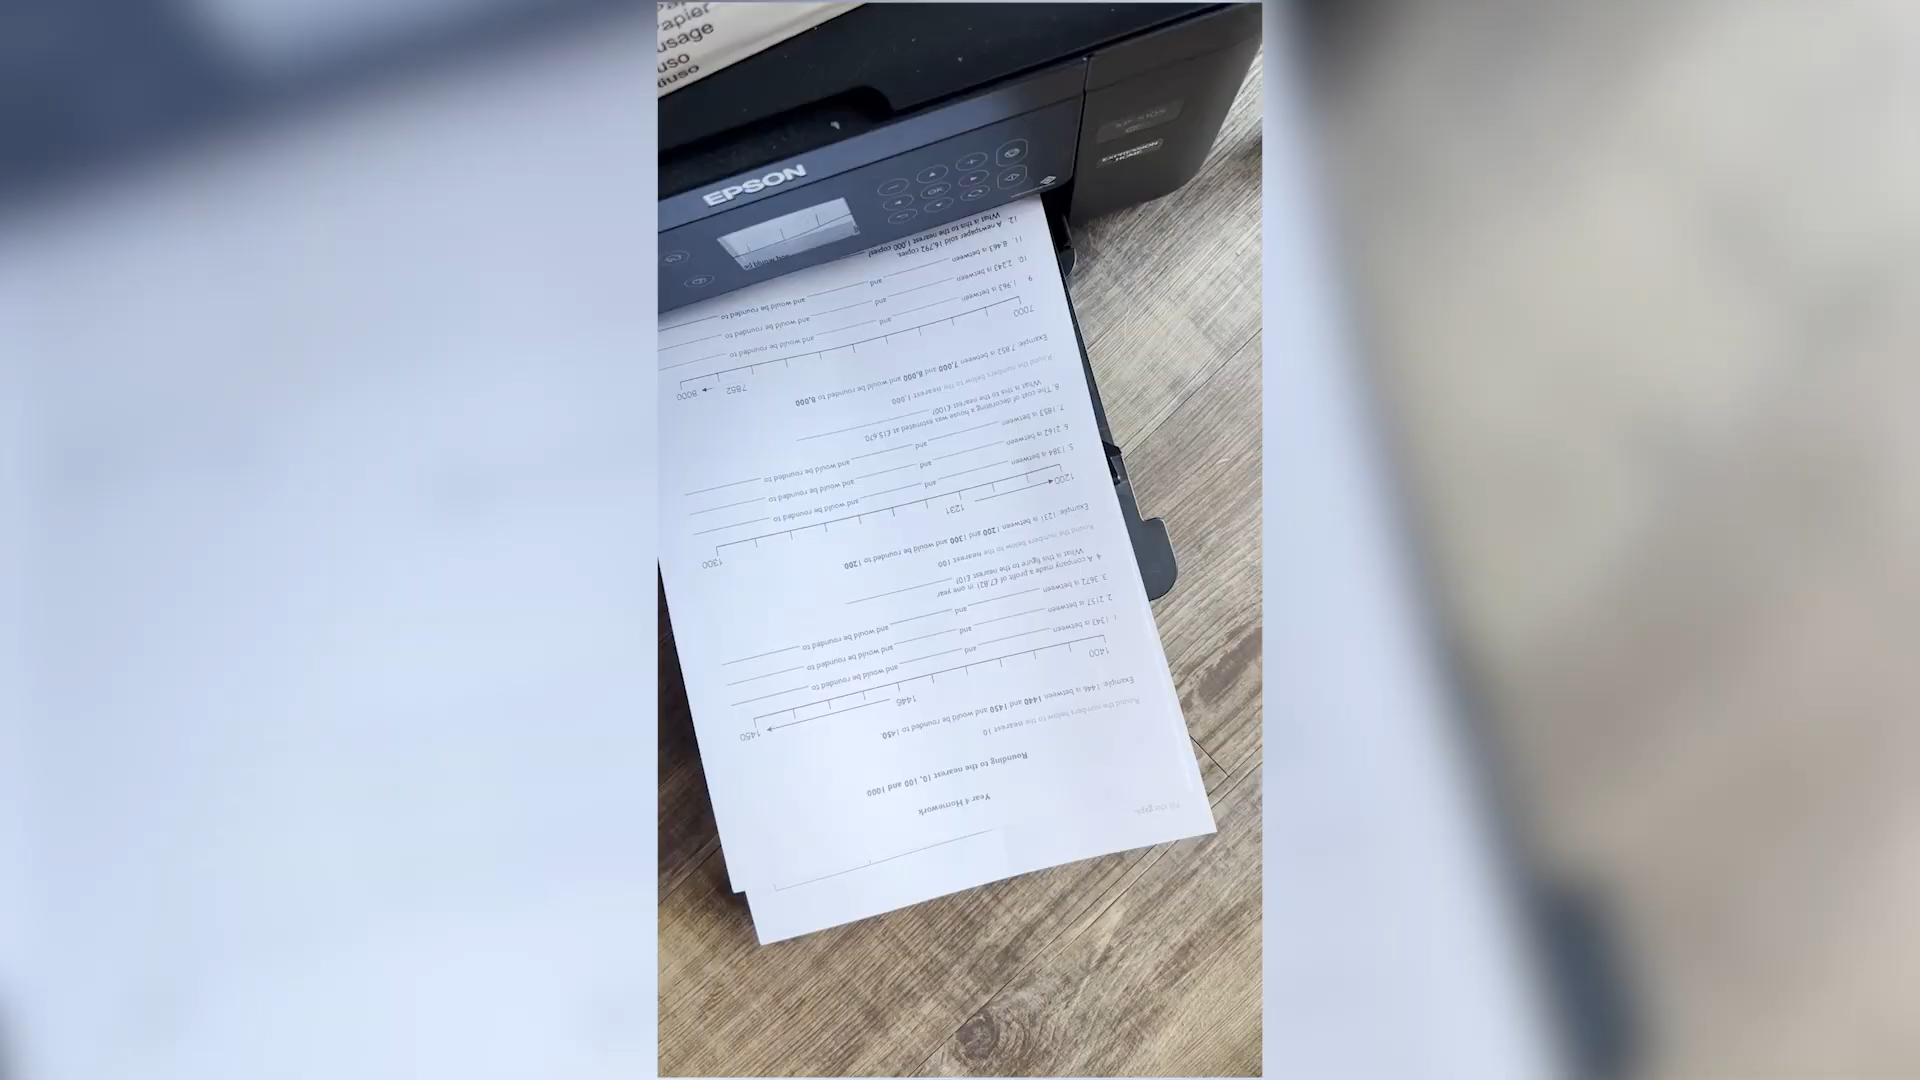 Papier
usage
uso
EPSON
EXPRESSION
HOME
OK
Fill the gaps.
Year 4 Homework
Rounding to the nearest 10, 100 and 1000
Round the numbers below to the nearest 10
Example: 1446 is between 1440 and 1450 and would be rounded to 1450.
1400
1446
1450
1. 1343 is between and and would be rounded to
2. 2157 is between and and would be rounded to
3. 3672 is between and and would be rounded to
4. A company made a profit of £7,821 in one year
What is this figure to the nearest £10?
Round the numbers below to the nearest 100
Example: 1231 is between 1200 and 1300 and would be rounded to 1200
1200
1231
1300
5. 1384 is between and and would be rounded to
6. 2162 is between and and would be rounded to
7. 1853 is between and and would be rounded to
8. The cost of decorating a house was estimated at £15,670.
What is this to the nearest £100?
Round the numbers below to the nearest 1,000
Example: 7,852 is between 7,000 and 8,000 and would be rounded to 8,000
7000
7852
8000
9. 1,963 is between and and would be rounded to
10. 2,243 is between and and would be rounded to
11. 8,463 is between and and would be rounded to
12. A newspaper sold 16,792 copies.
What is this to the nearest 1,000 copies?